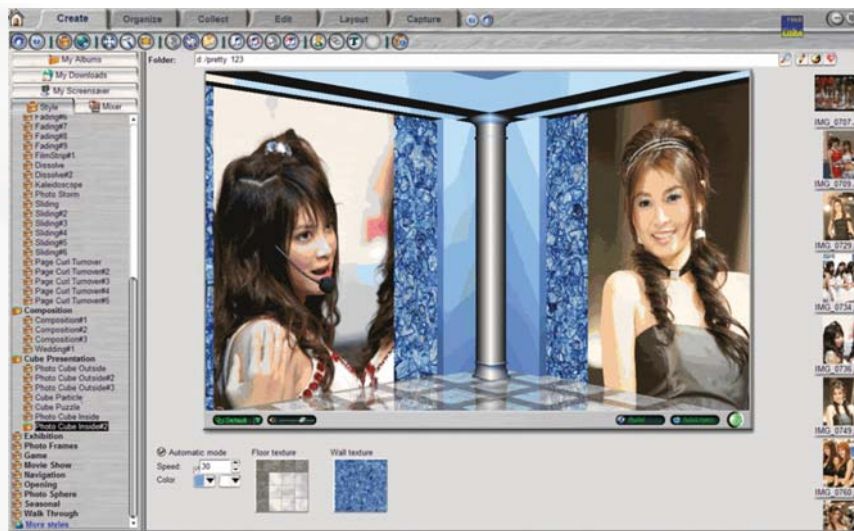 Create Organize Collect Edit Layout Capture
Folder: d:/pretty 123
My Albums
My Downloads
My Screensaver
Style Mixer
Fading#6
Fading#7
Fading#8
Fading#9
FilmStrip#1
Dissolve
Dissolve#2
Kaleidoscope
Photo Storm
Sliding
Sliding#2
Sliding#3
Sliding#4
Sliding#5
Sliding#6
Page Curl Turnover
Page Curl Turnover#2
Page Curl Turnover#3
Page Curl Turnover#4
Page Curl Turnover#5
Composition
Composition#1
Composition#2
Composition#3
Wedding#1
Cube Presentation
Photo Cube Outside
Photo Cube Outside#2
Photo Cube Outside#3
Cube Particle
Cube Puzzle
Photo Cube Inside
Photo Cube Inside#2
Exhibition
Photo Frames
Game
Movie Show
Navigation
Opening
Photo Sphere
Seasonal
Walk Through
More styles
By Default
Build
Automatic mode Floor texture Wall texture
Speed: 30
Color
IMG_0707.
IMG_0709.
IMG_0729.
IMG_0734.
IMG_0736.
IMG_0749.
IMG_0760.